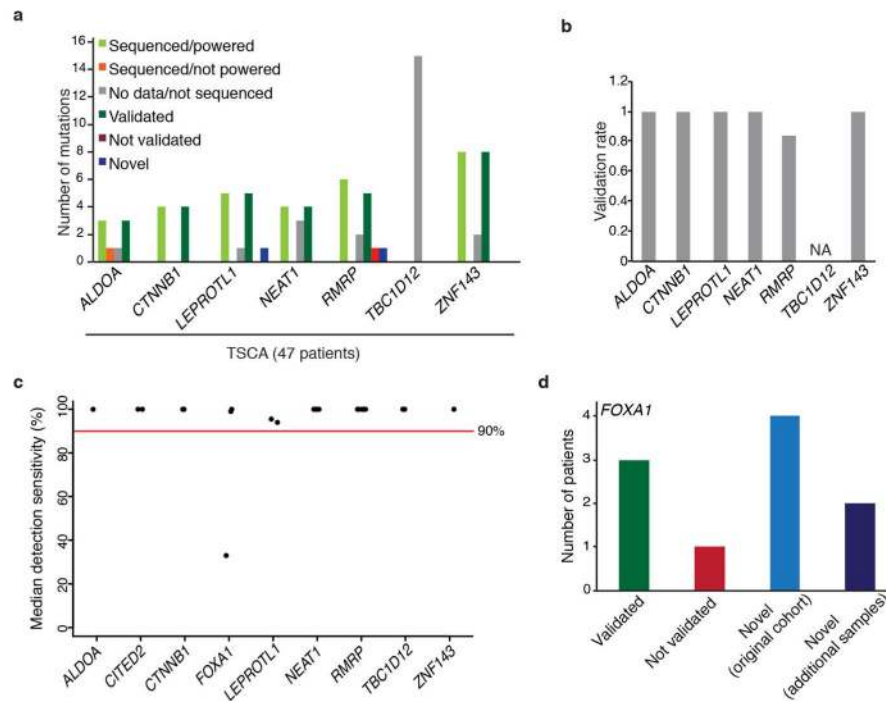 a
16
14
12
10
8
6
4
2
0
Number of mutations
Sequenced/powered
Sequenced/not powered
No data/not sequenced
Validated
Not validated
Novel
ALDOA
CTNNB1
LEPROTL1
NEAT1
RMRP
TBC1D12
ZNF143
TSCA (47 patients)
b
1.2
1
0.8
0.6
0.4
0.2
0
Validation rate
NA
ALDOA
CTNNB1
LEPROTL1
NEAT1
RMRP
TBC1D12
ZNF143
c
Median detection sensitivity (%)
100
80
60
40
20
0
90%
ALDOA
CITED2
CTNNB1
FOXA1
LEPROTL1
NEAT1
RMRP
TBC1D12
ZNF143
d
FOXA1
Number of patients
4
3
2
1
0
Validated
Not validated
Novel
(original cohort)
Novel
(additional samples)